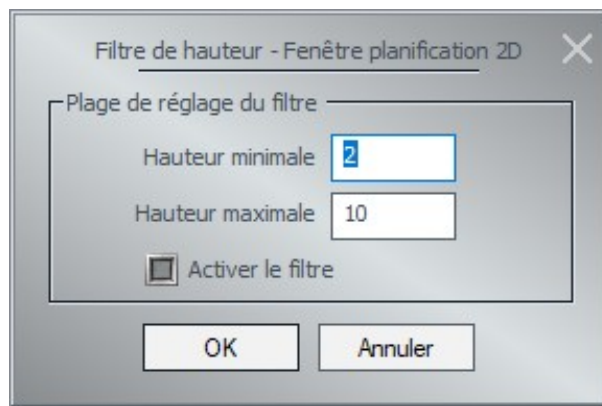 Filtre de hauteur - Fenêtre planification 2D
Plage de réglage du filtre
Hauteur minimale 2
Hauteur maximale 10
Activer le filtre
OK Annuler